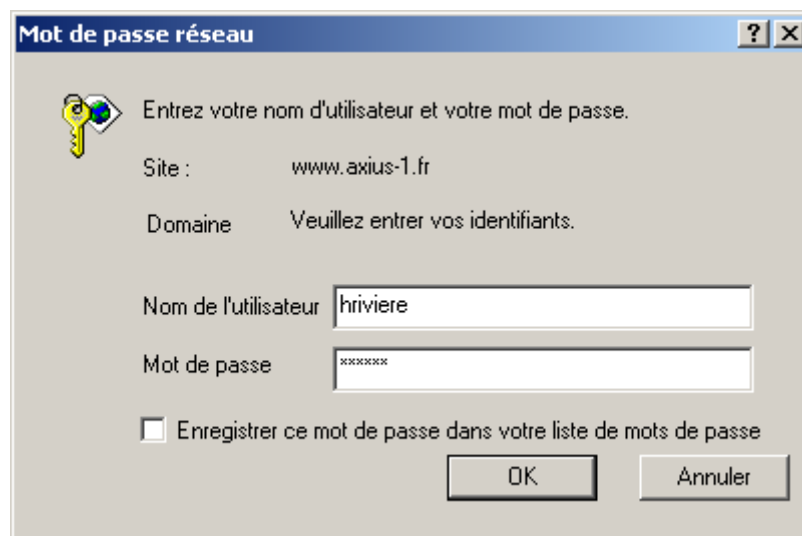 Mot de passe réseau
Entrez votre nom d'utilisateur et votre mot de passe.
Site : www.axius-1.fr
Domaine Veuillez entrer vos identifiants.
Nom de l'utilisateur hriviere
Mot de passe ××××××
Enregistrer ce mot de passe dans votre liste de mots de passe
OK Annuler